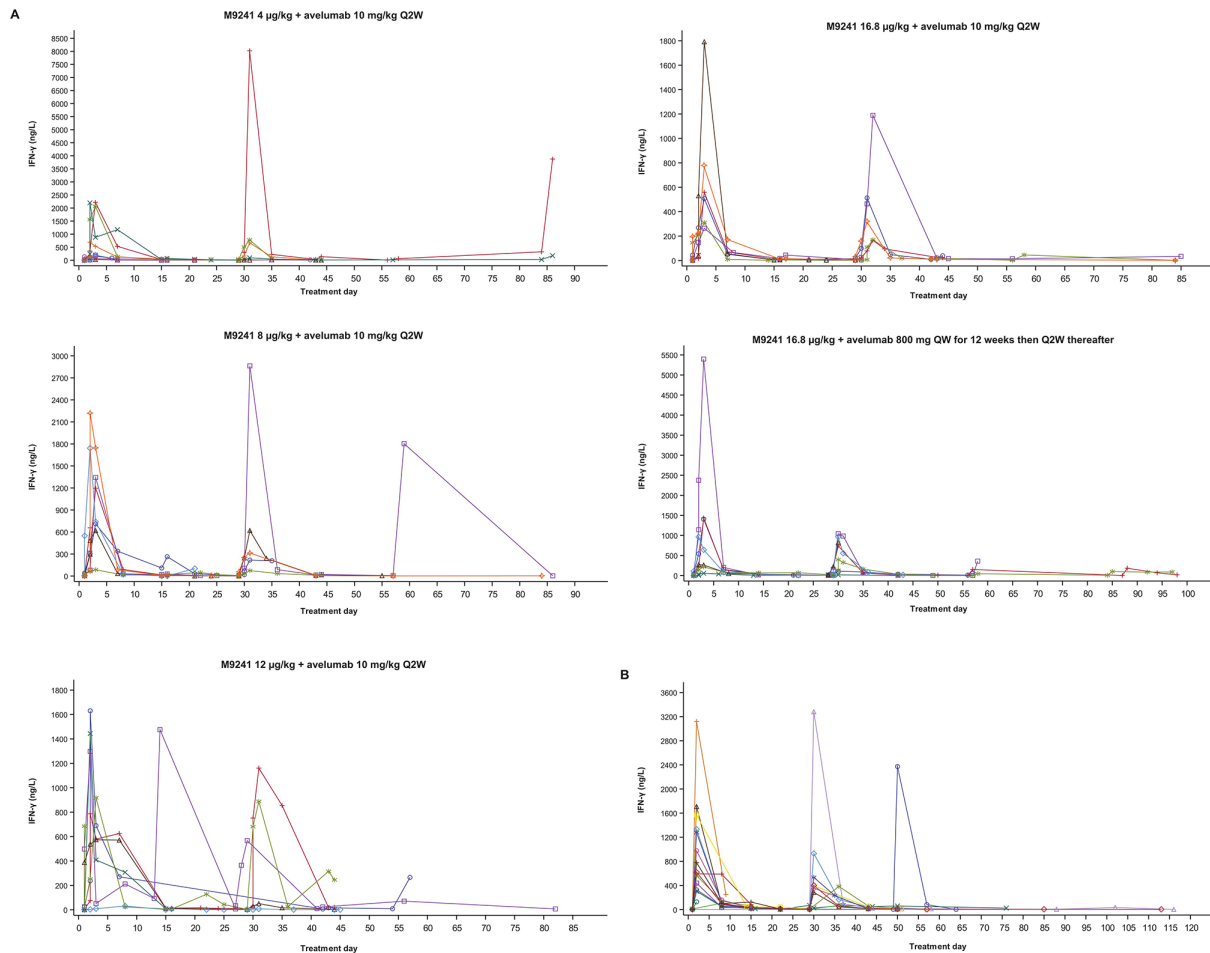 A
M9241 4 µg/kg + avelumab 10 mg/kg Q2W
IFN-γ (ng/L)
8500
8000
7500
7000
6500
6000
5500
5000
4500
4000
3500
3000
2500
2000
1500
1000
500
0
0 5 10 15 20 25 30 35 40 45 50 55 60 65 70 75 80 85 90
Treatment day
M9241 16.8 µg/kg + avelumab 10 mg/kg Q2W
IFN-γ (ng/L)
1800
1600
1400
1200
1000
800
600
400
200
0
0 5 10 15 20 25 30 35 40 45 50 55 60 65 70 75 80 85
Treatment day
M9241 8 µg/kg + avelumab 10 mg/kg Q2W
IFN-γ (ng/L)
3000
2700
2400
2100
1800
1500
1200
900
600
300
0
0 5 10 15 20 25 30 35 40 45 50 55 60 65 70 75 80 85 90
Treatment day
M9241 16.8 µg/kg + avelumab 800 mg QW for 12 weeks then Q2W thereafter
IFN-γ (ng/L)
5500
5000
4500
4000
3500
3000
2500
2000
1500
1000
500
0
0 5 10 15 20 25 30 35 40 45 50 55 60 65 70 75 80 85 90 95 100
Treatment day
M9241 12 µg/kg + avelumab 10 mg/kg Q2W
IFN-γ (ng/L)
1800
1600
1400
1200
1000
800
600
400
200
0
0 5 10 15 20 25 30 35 40 45 50 55 60 65 70 75 80 85
Treatment day
B
IFN-γ (ng/L)
3600
3200
2800
2400
2000
1600
1200
800
400
0
0 5 10 15 20 25 30 35 40 45 50 55 60 65 70 75 80 85 90 95 100 105 110 115 120
Treatment day